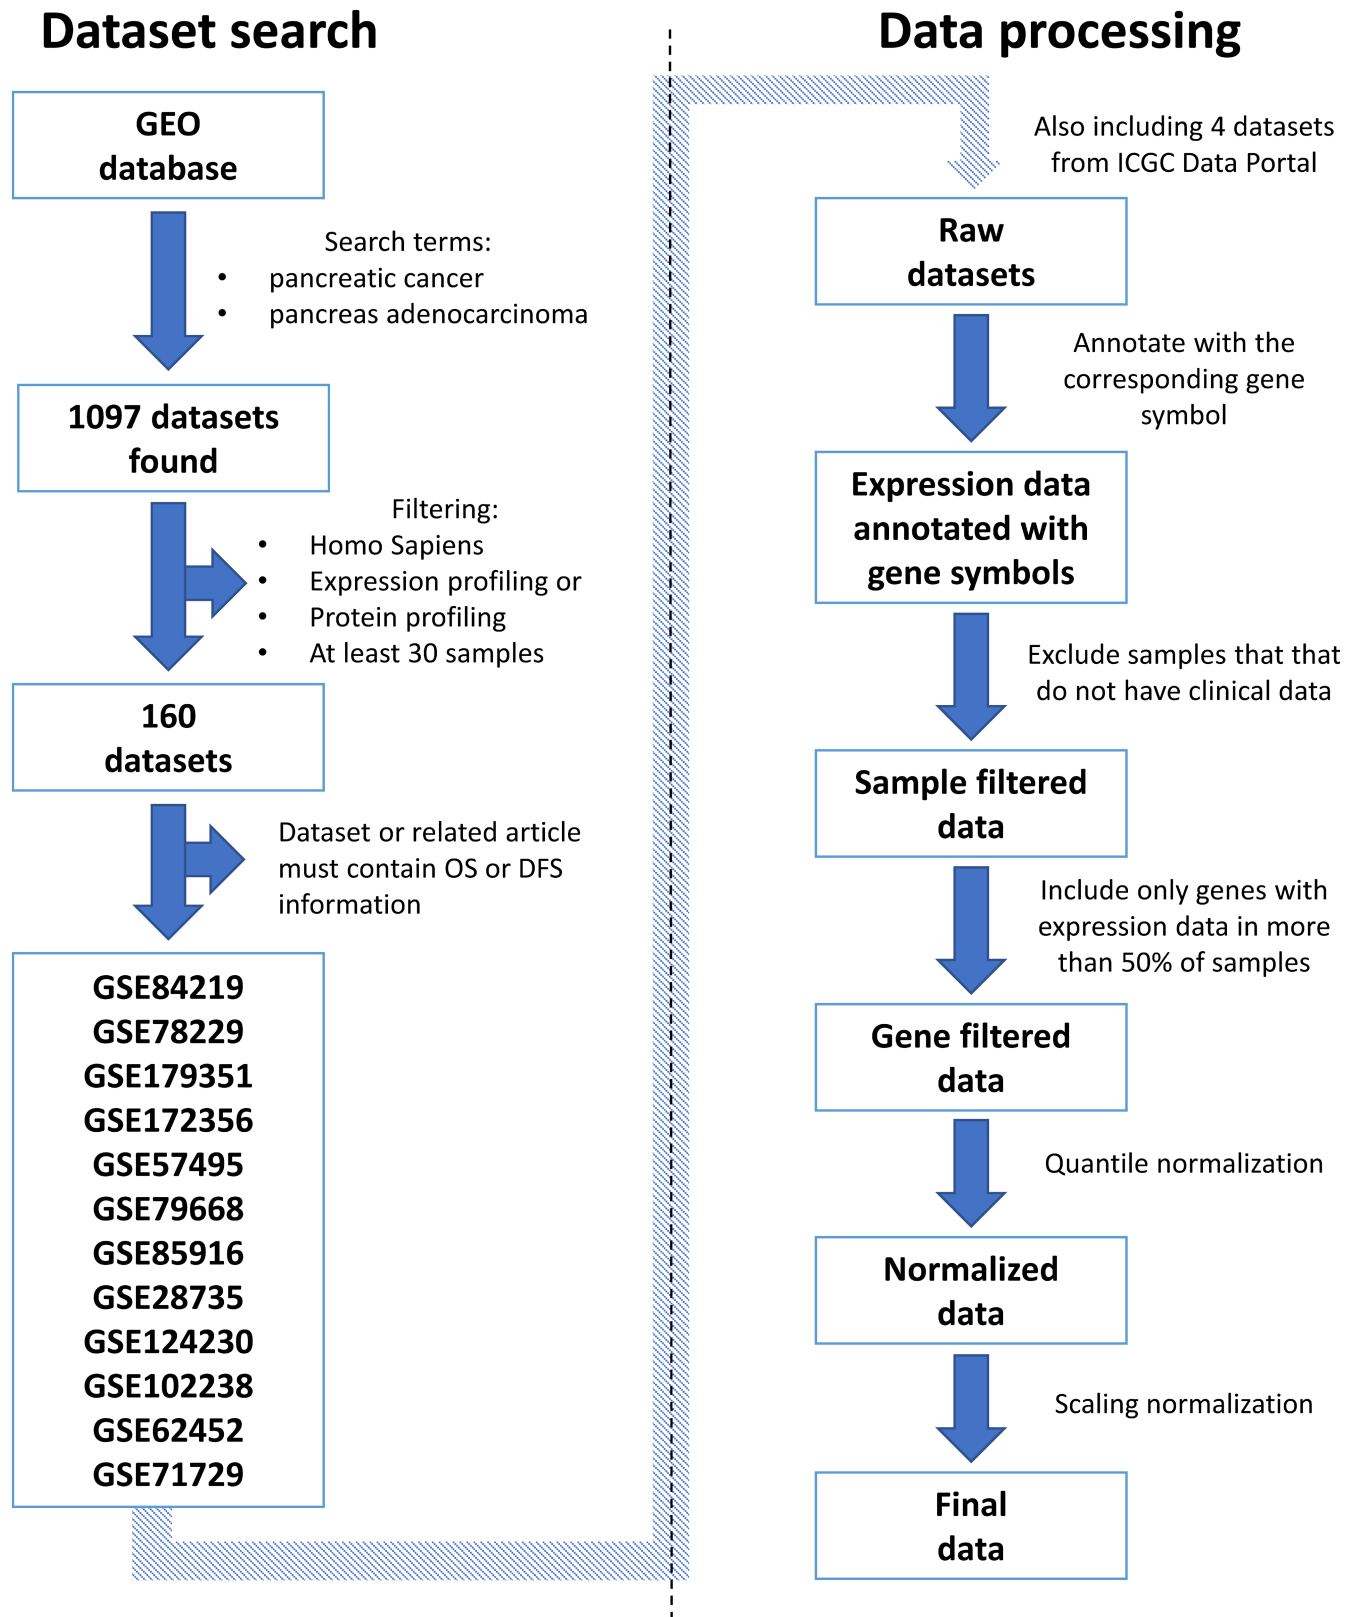 Dataset search
GEO
database
Search terms:
• pancreatic cancer
• pancreas adenocarcinoma
1097 datasets
found
Filtering:
• Homo Sapiens
• Expression profiling or
• Protein profiling
• At least 30 samples
160
datasets
Dataset or related article
must contain OS or DFS
information
GSE84219
GSE78229
GSE179351
GSE172356
GSE57495
GSE79668
GSE85916
GSE28735
GSE124230
GSE102238
GSE62452
GSE71729
Data processing
Also including 4 datasets
from ICGC Data Portal
Raw
datasets
Annotate with the
corresponding gene
symbol
Expression data
annotated with
gene symbols
Exclude samples that that
do not have clinical data
Sample filtered
data
Include only genes with
expression data in more
than 50% of samples
Gene filtered
data
Quantile normalization
Normalized
data
Scaling normalization
Final
data